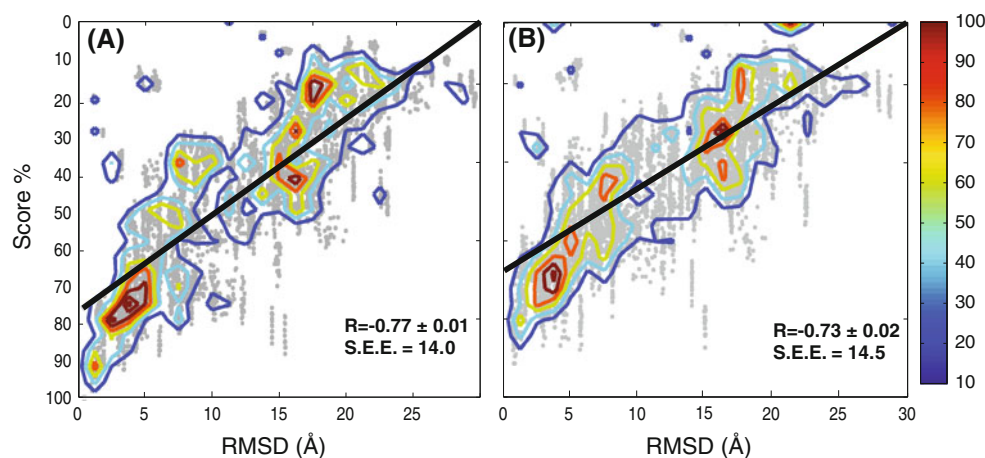 (A)
(B)
Score %
0
10
20
30
40
50
60
70
80
90
100
R=-0.77 ± 0.01
S.E.E. = 14.0
R=-0.73 ± 0.02
S.E.E. = 14.5
0 5 10 15 20 25
0 5 10 15 20 25 30
RMSD (Å)
RMSD (Å)
100
90
80
70
60
50
40
30
20
10